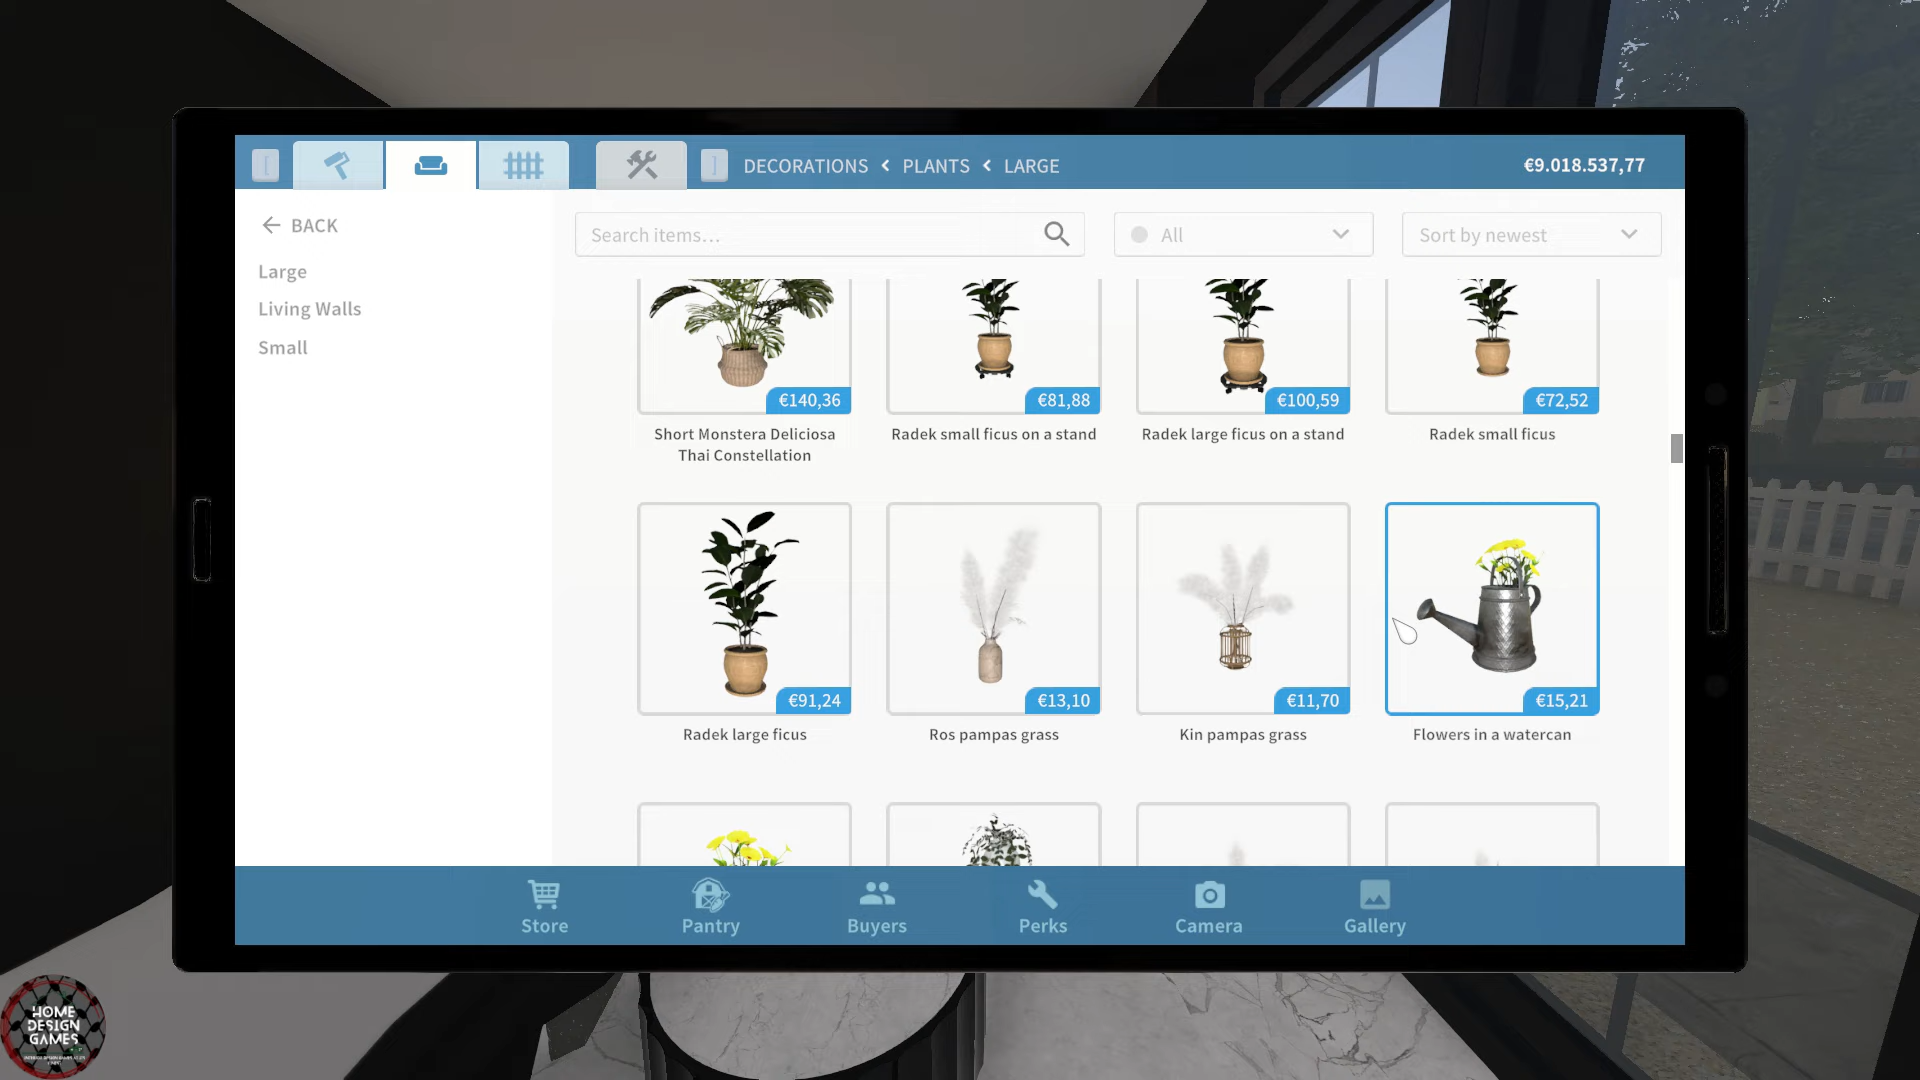 DECORATIONS < PLANTS < LARGE
€9.018.537,77
BACK
Large
Living Walls
Small
Search items...
All
Sort by newest
€140,36
€81,88
€100,59
€72,52
Short Monstera Deliciosa
Thai Constellation
Radek small ficus on a stand
Radek large ficus on a stand
Radek small ficus
€91,24
€13,10
€11,70
€15,21
Radek large ficus
Ros pampas grass
Kin pampas grass
Flowers in a watercan
Store
Pantry
Buyers
Perks
Camera
Gallery
HOME
DESIGN
GAMES